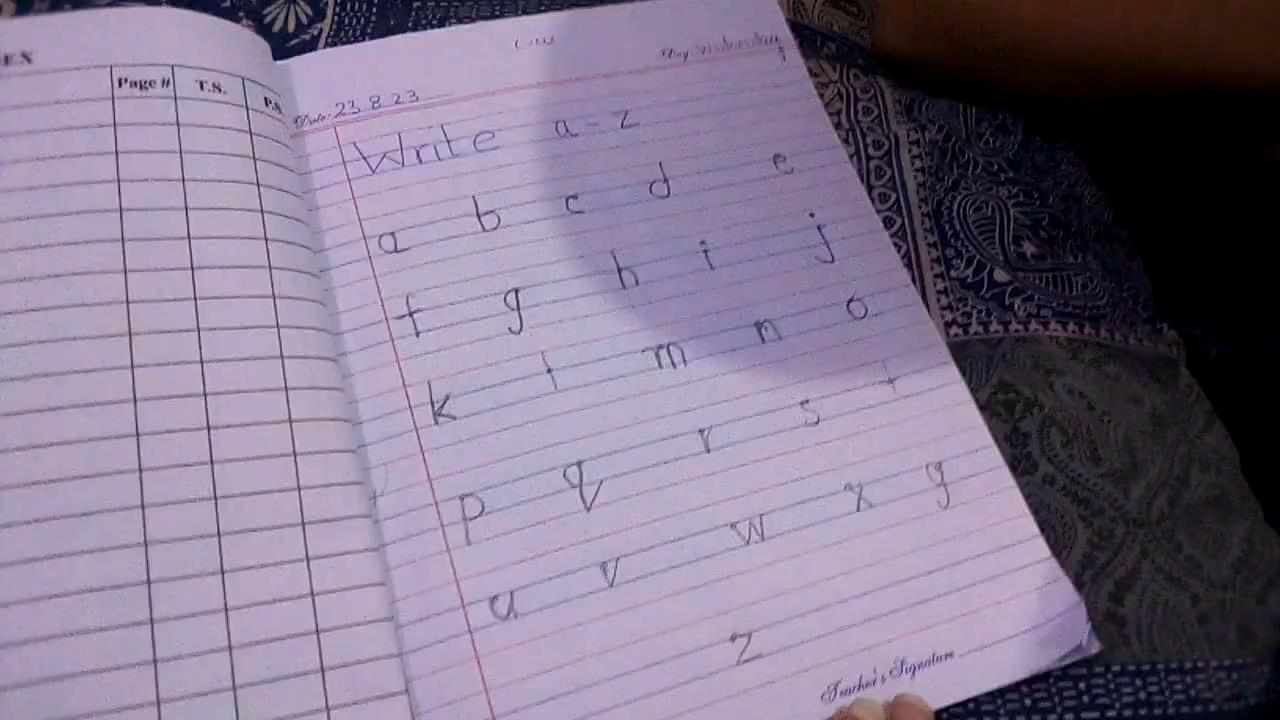 Page # T.S.
Date: 23 8 23
Write a - z
a b c d e
f g h i j
k l m n o
p q r s t
u v w x y
z
Teacher's Signature